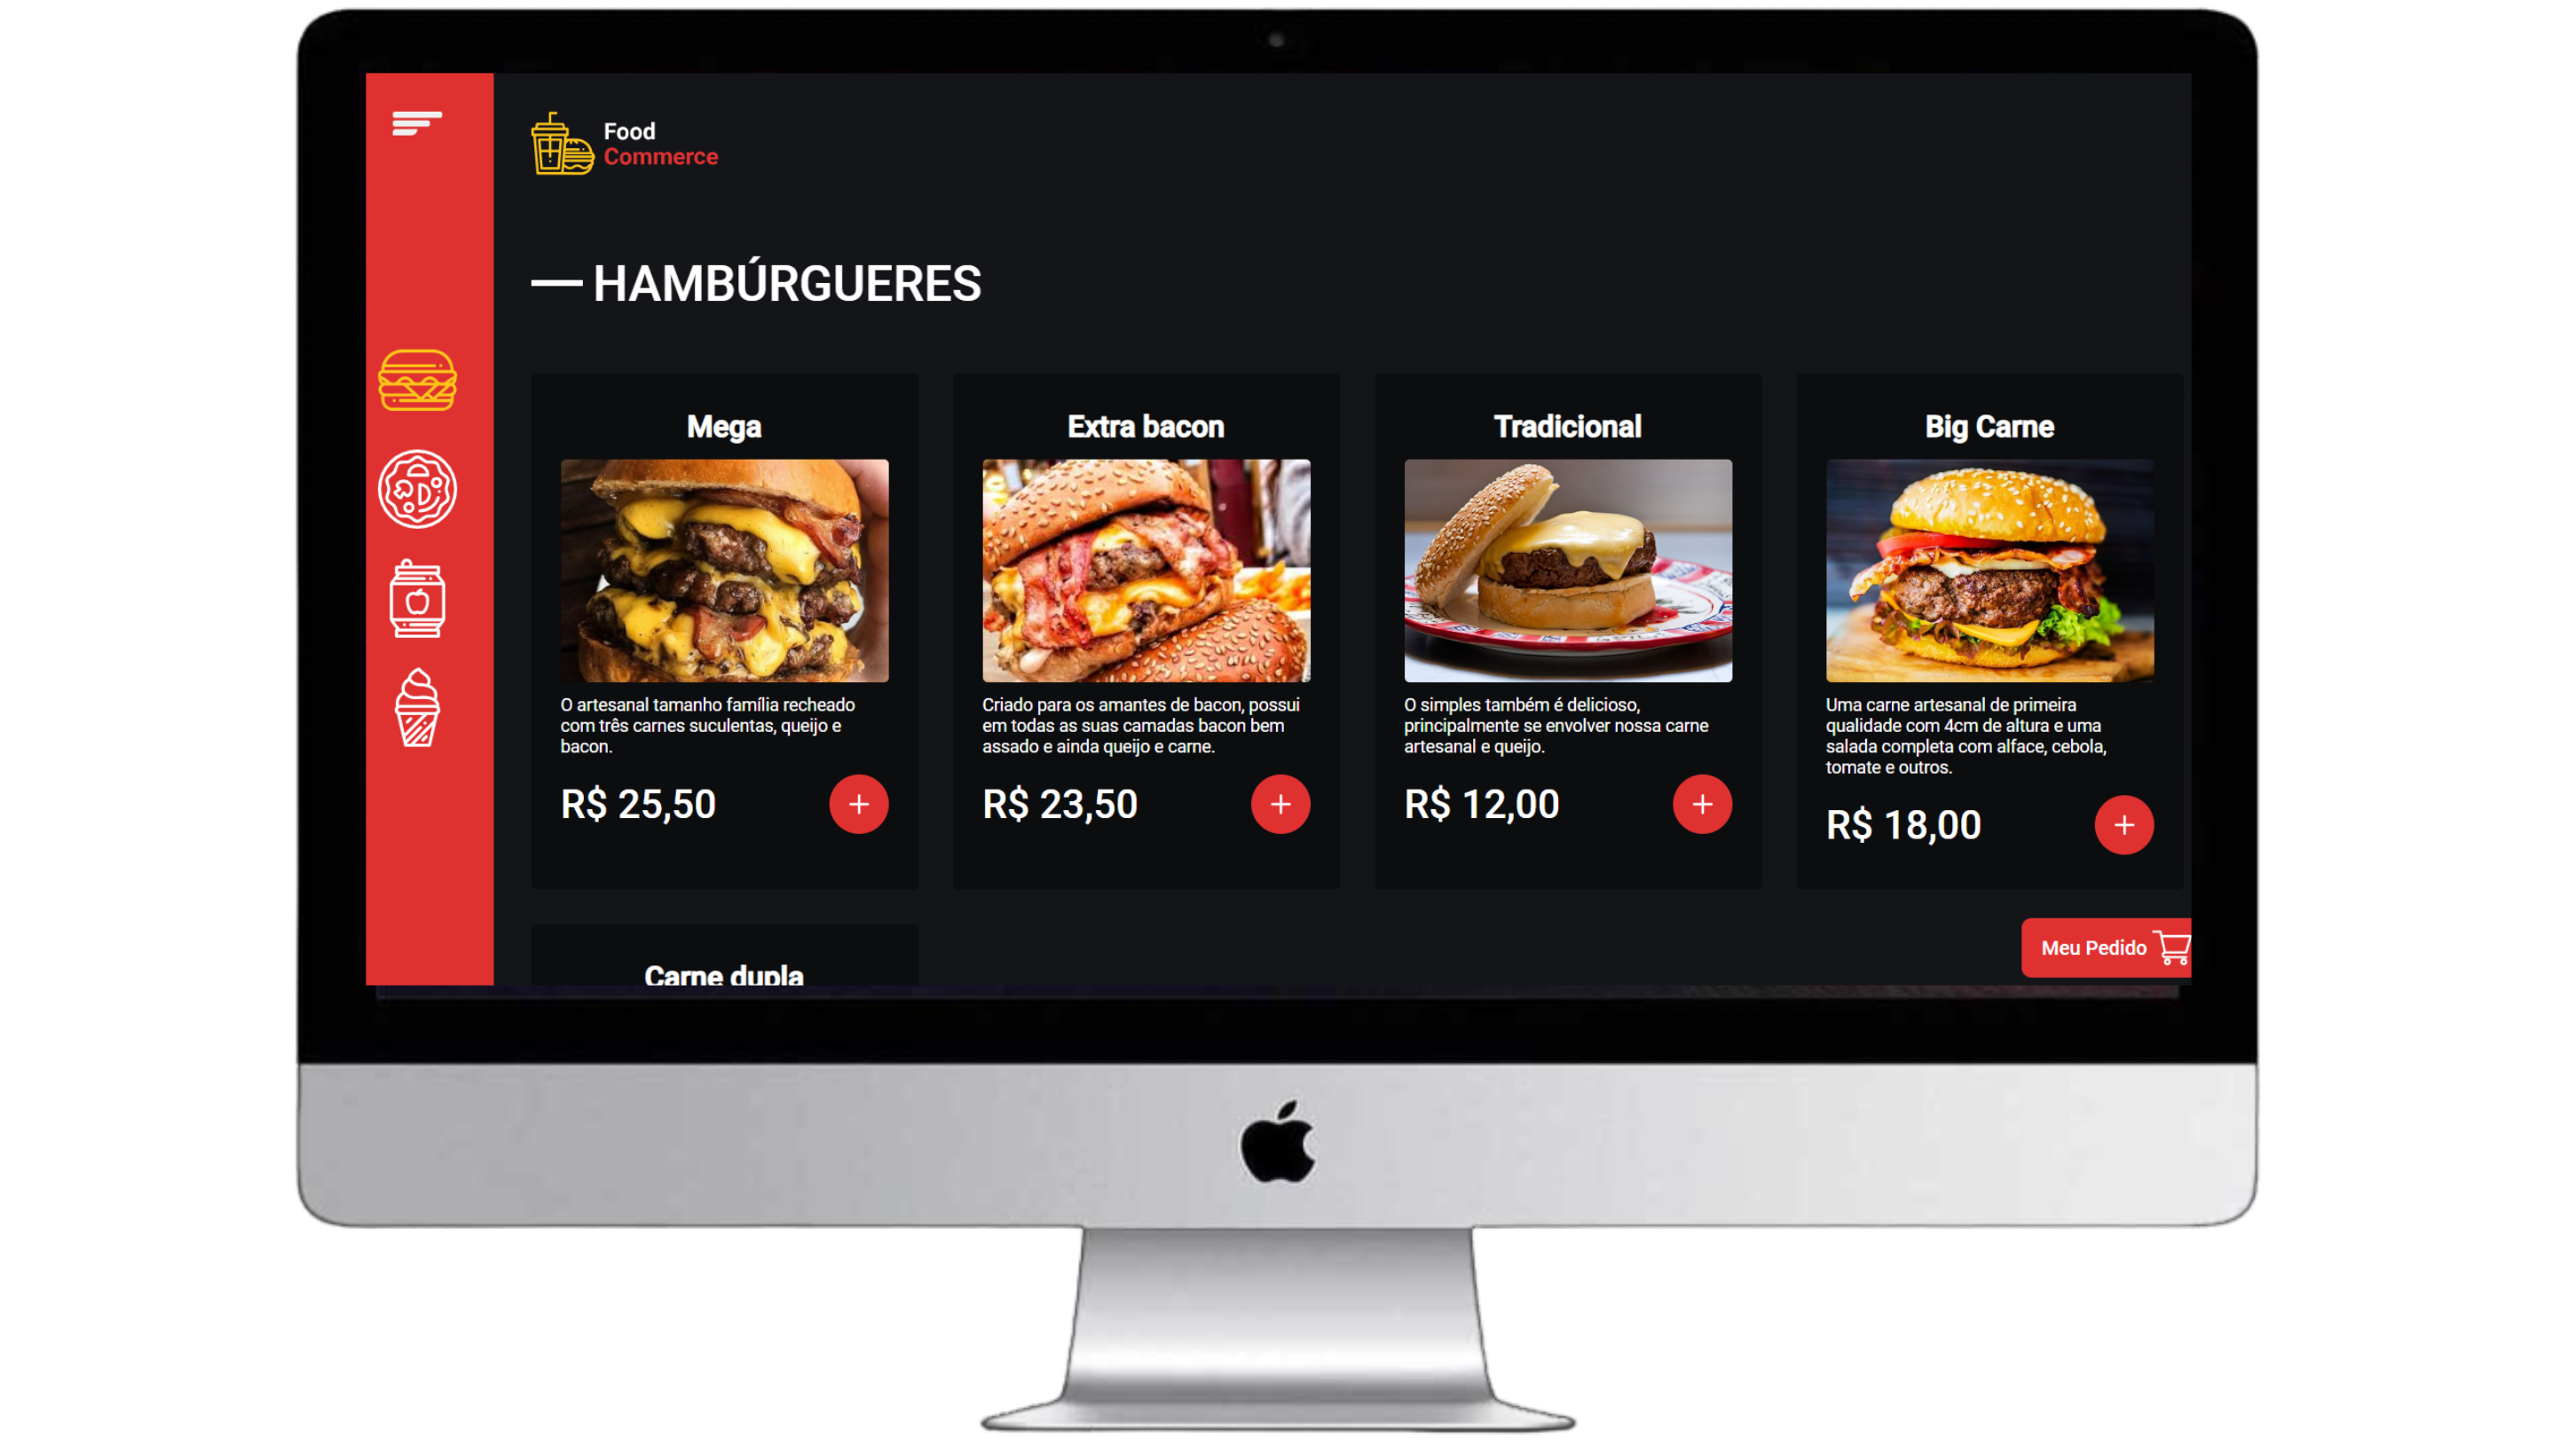 Food
Commerce
HAMBÚRGUERES
Mega
O artesanal tamanho família recheado
com três carnes suculentas, queijo e
bacon.
R$ 25,50
+
Extra bacon
Criado para os amantes de bacon, possui
em todas as suas camadas bacon bem
assado e ainda queijo e carne.
R$ 23,50
+
Tradicional
O simples também é delicioso,
principalmente se envolver nossa carne
artesanal e queijo.
R$ 12,00
+
Big Carne
Uma carne artesanal de primeira
qualidade com 4cm de altura e uma
salada completa com alface, cebola,
tomate e outros.
R$ 18,00
+
Carne dupla
Meu Pedido